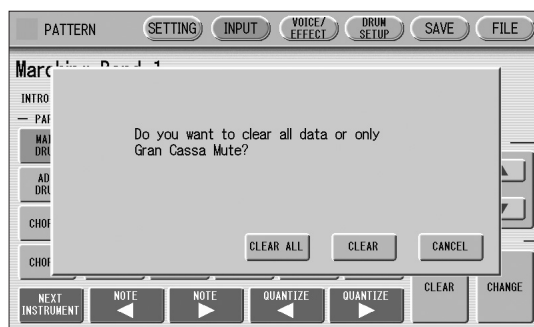 PATTERN
SETTING INPUT VOICE/ EFFECT DRUM SETUP SAVE FILE
INTRO
Do you want to clear all data or only
Gran Cassa Mute?
CLEAR ALL CLEAR CANCEL
NEXT INSTRUMENT NOTE NOTE QUANTIZE QUANTIZE CLEAR CHANGE